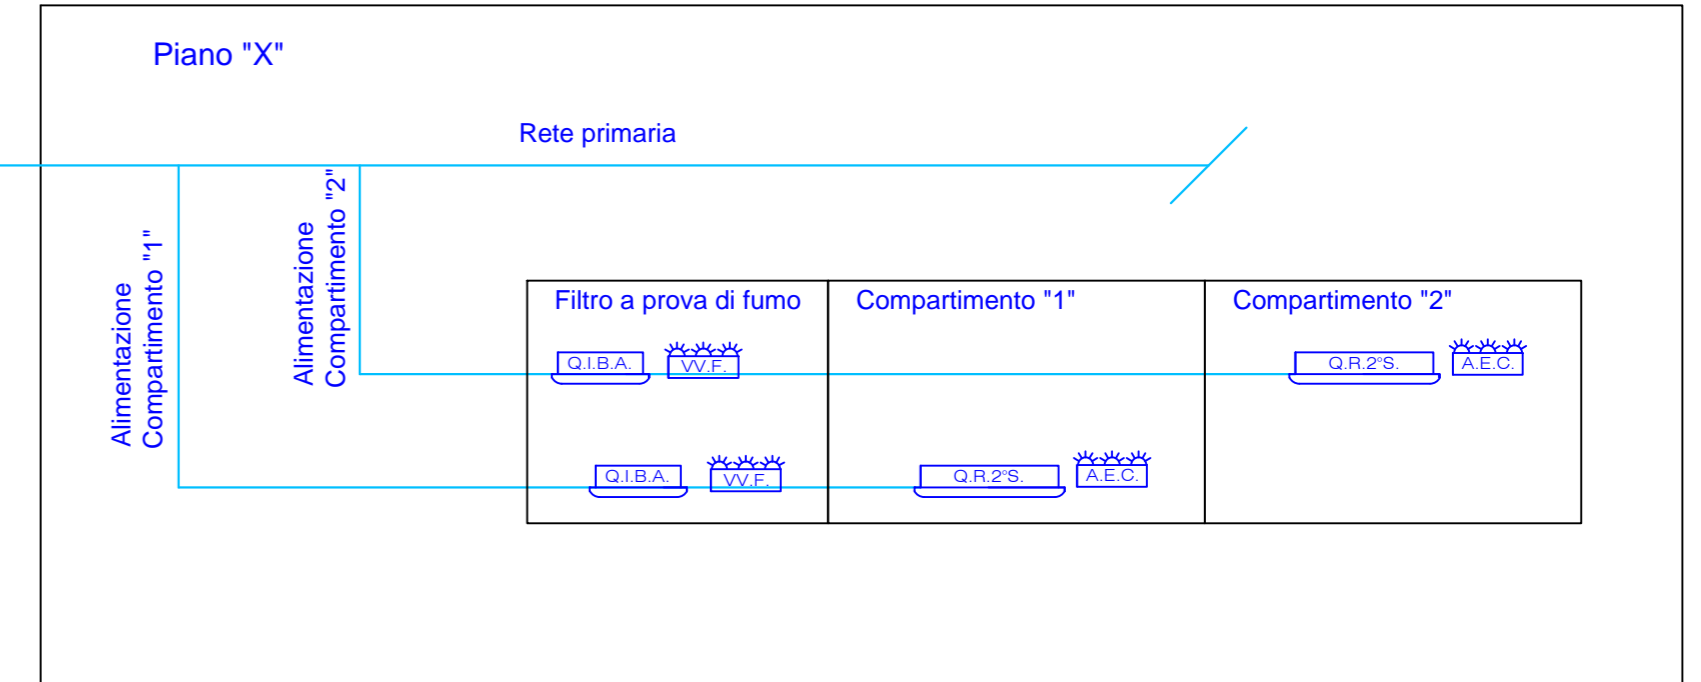 Piano "X"
Rete primaria
Alimentazione
Compartimento "1"
Alimentazione
Compartimento "2"
Filtro a prova di fumo
Compartimento "1"
Compartimento "2"
Q.I.B.A.
VV.F.
Q.R.2°S.
A.E.C.
Q.I.B.A.
VV.F.
Q.R.2°S.
A.E.C.